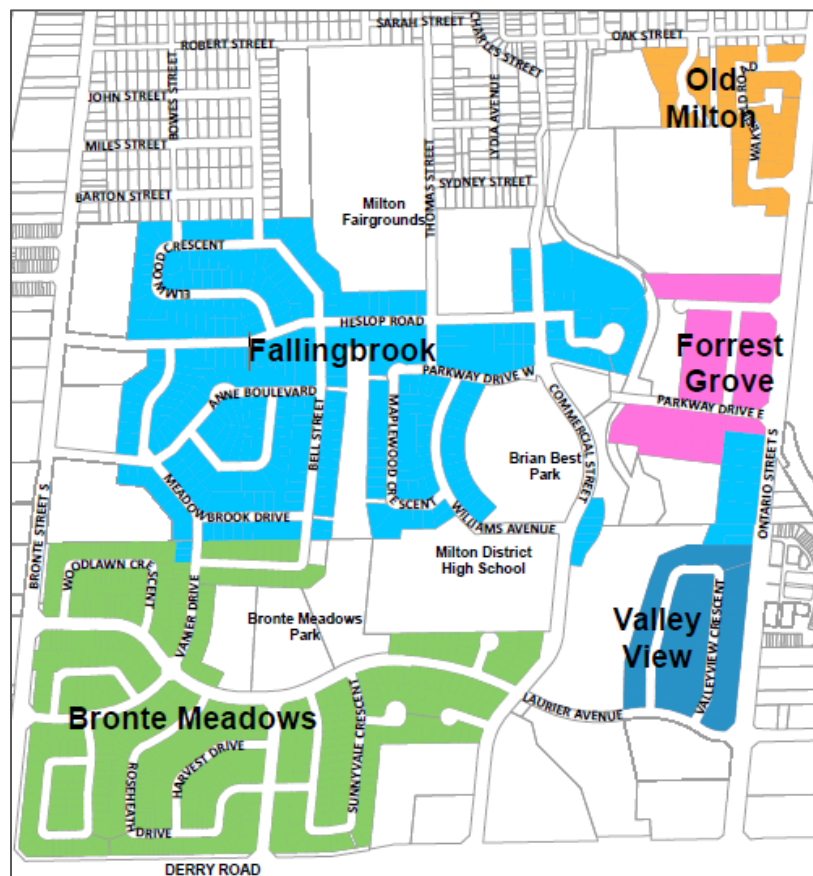 SARAH STREET
CHARLES STREET
OAK STREET
ROBERT STREET
BOWES STREET
JOHN STREET
MILES STREET
BARTON STREET
LYDIA AVENUE
SYDNEY STREET
THOMAS STREET
Milton
Fairgrounds
Old
Milton
ELMWOOD CRESCENT
HESLOP ROAD
Fallingbrook
Forrest
Grove
PARKWAY DRIVE W
PARKWAY DRIVE E
ANNE BOULEVARD
BELL STREET
MAPLEWOOD CRESCENT
COMMERCIAL STREET
Brian Best
Park
ONTARIO STREET S
MEADOWBROOK DRIVE
WILLIAMS AVENUE
Milton District
High School
BRONTE STREET S
WOODLAWN CRESCENT
VAMER DRIVE
Bronte Meadows
Park
Valley
View
VALLEYVIEW CRESCENT
LAURIER AVENUE
Bronte Meadows
SUNNYVALE CRESCENT
HARVEST DRIVE
ROSEHEATH DRIVE
DERRY ROAD